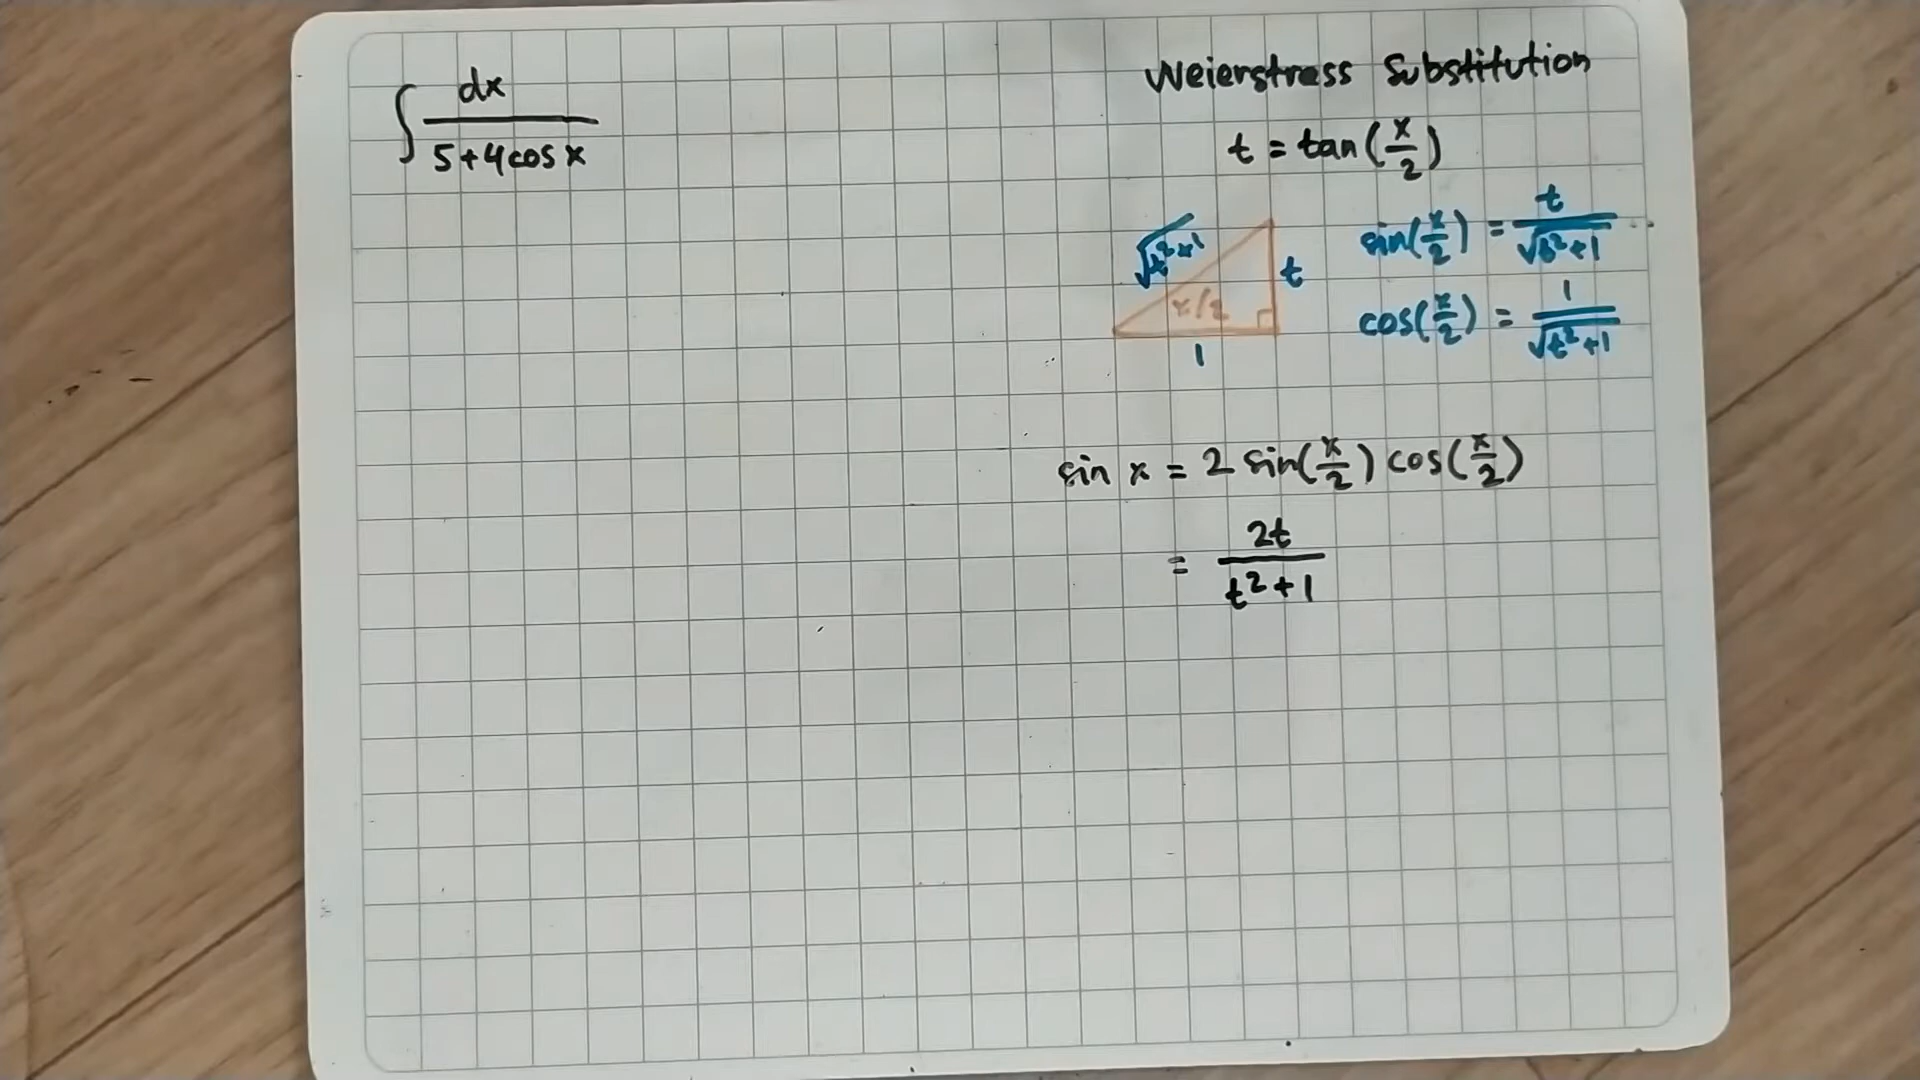 ∫ dx / (5+4cos x)
Weierstrass Substitution
t = tan(x/2)
√t²+1
t
x/2
1
sin(x/2) = t / √t²+1
cos(x/2) = 1 / √t²+1
sin x = 2 sin(x/2) cos(x/2)
= 2t / t²+1